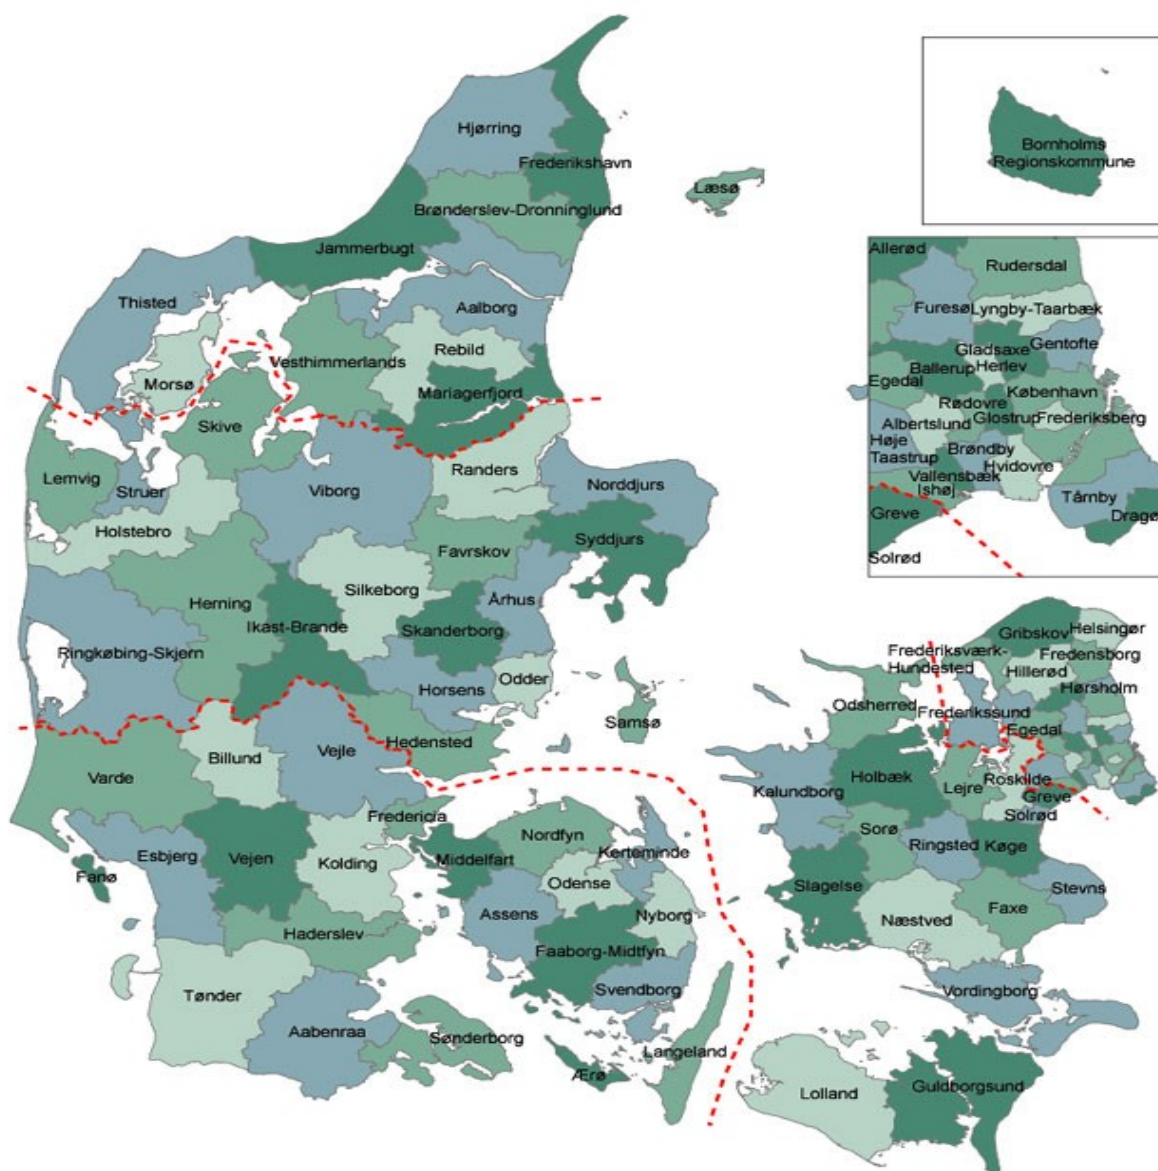 Hjørring
Frederikshavn
Læsø
Brønderslev-Dronninglund
Jammerbugt
Thisted
Aalborg
Rebild
Vesthimmerlands
Morsø
Mariagerfjord
Skive
Lemvig
Struer
Viborg
Randers
Norddjurs
Holstebro
Favrskov
Syddjurs
Silkeborg
Herning
Århus
Ikast-Brande
Skanderborg
Ringkøbing-Skjern
Odder
Horsens
Samsø
Hedensted
Vejle
Billund
Varde
Fredericia
Nordfyn
Esbjerg
Vejen
Kolding
Middelfart
Kerteminde
Fanø
Odense
Assens
Nyborg
Haderslev
Faaborg-Midtfyn
Svendborg
Tønder
Aabenraa
Sønderborg
Langeland
Ærø
Bornholms
Regionskommune
Allerød
Rudersdal
Furesø
Lyngby-Taarbæk
Gentofte
Gladsaxe
Herlev
Ballerup
Egedal
København
Rødovre
Glostrup
Frederiksberg
Albertslund
Høje
Taastrup
Brøndby
Hvidovre
Vallensbæk
Ishøj
Tårnby
Greve
Dragø
Solrød
Gribskov
Helsingør
Frederiksværk-
Hundested
Fredensborg
Hillerød
Hørsholm
Odsherred
Frederikssund
Egedal
Holbæk
Roskilde
Kalundborg
Lejre
Greve
Solrød
Sorø
Ringsted
Køge
Slagelse
Stevns
Næstved
Faxe
Vordingborg
Lolland
Guldborgsund